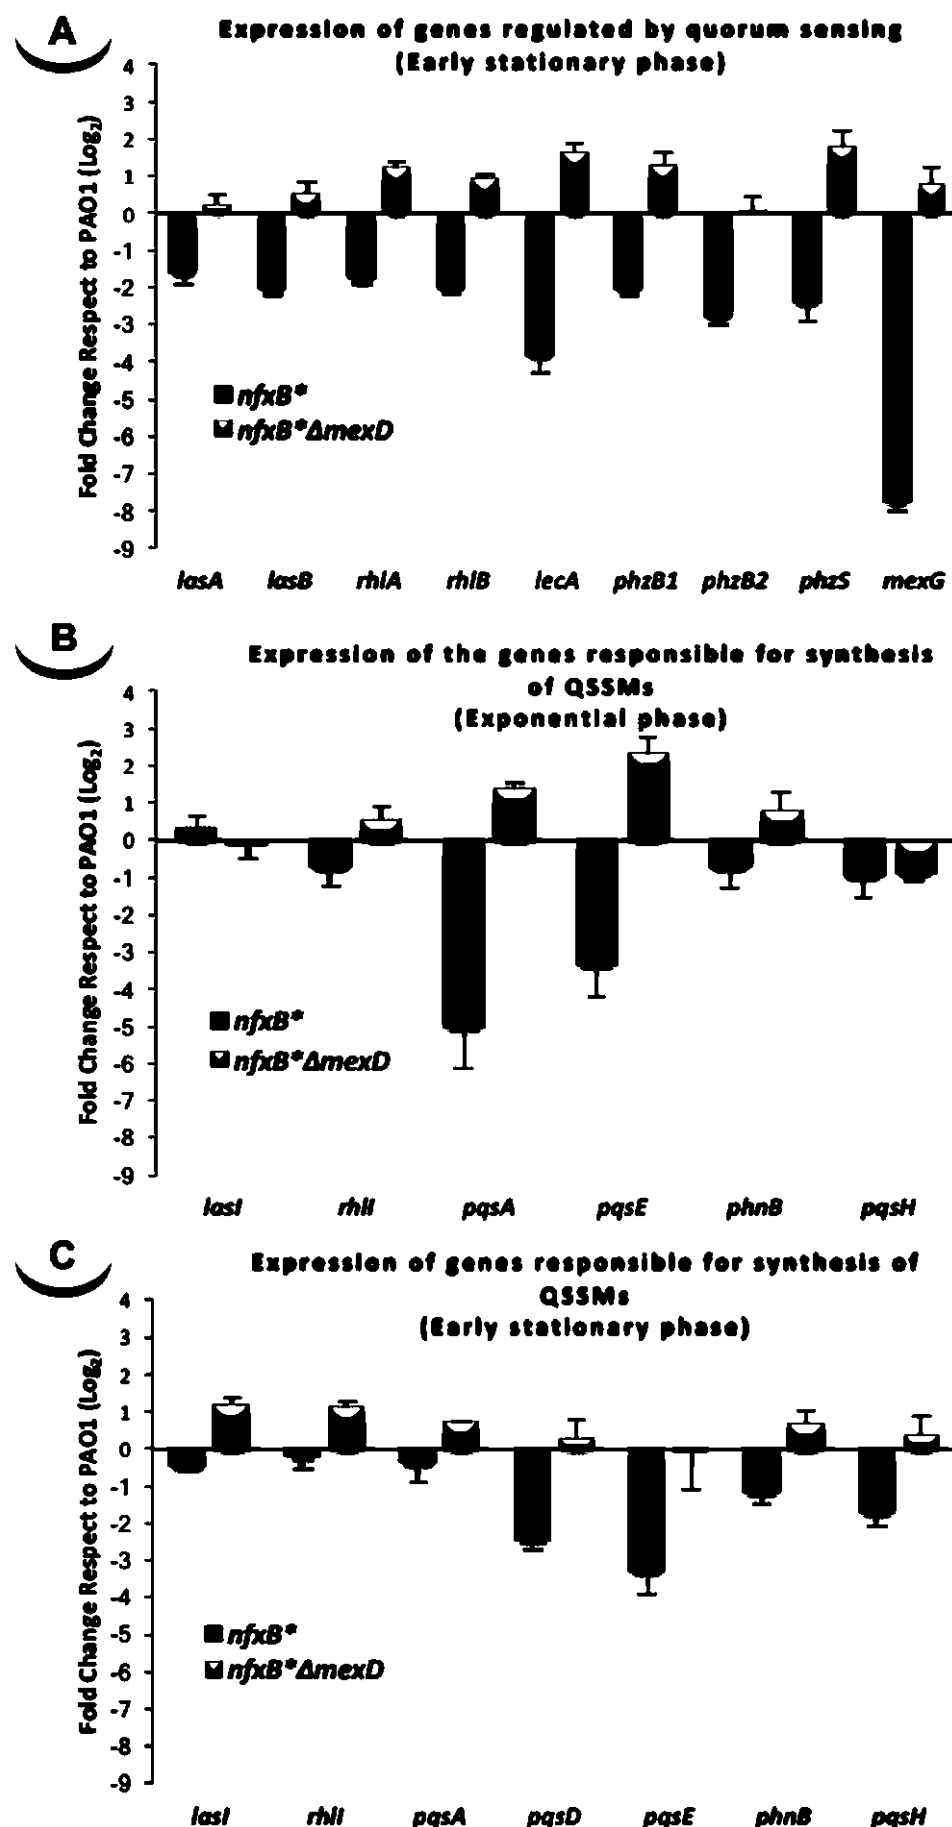 A
Expression of genes regulated by quorum sensing
(Early stationary phase)
Fold Change Respect to PAO1 (Log₂)
4
3
2
1
0
-1
-2
-3
-4
-5
-6
-7
-8
-9
nfxB*
nfxB*ΔmexD
lasA lasB rhlA rhlB lecA phzB1 phzB2 phzS mexG
B
Expression of the genes responsible for synthesis
of QSSMs
(Exponential phase)
Fold Change Respect to PAO1 (Log₂)
4
3
2
1
0
-1
-2
-3
-4
-5
-6
-7
-8
-9
nfxB*
nfxB*ΔmexD
lasI rhlI pqsA pqsE phnB pqsH
C
Expression of genes responsible for synthesis of
QSSMs
(Early stationary phase)
Fold Change Respect to PAO1 (Log₂)
4
3
2
1
0
-1
-2
-3
-4
-5
-6
-7
-8
-9
nfxB*
nfxB*ΔmexD
lasI rhlI pqsA pqsD pqsE phnB pqsH